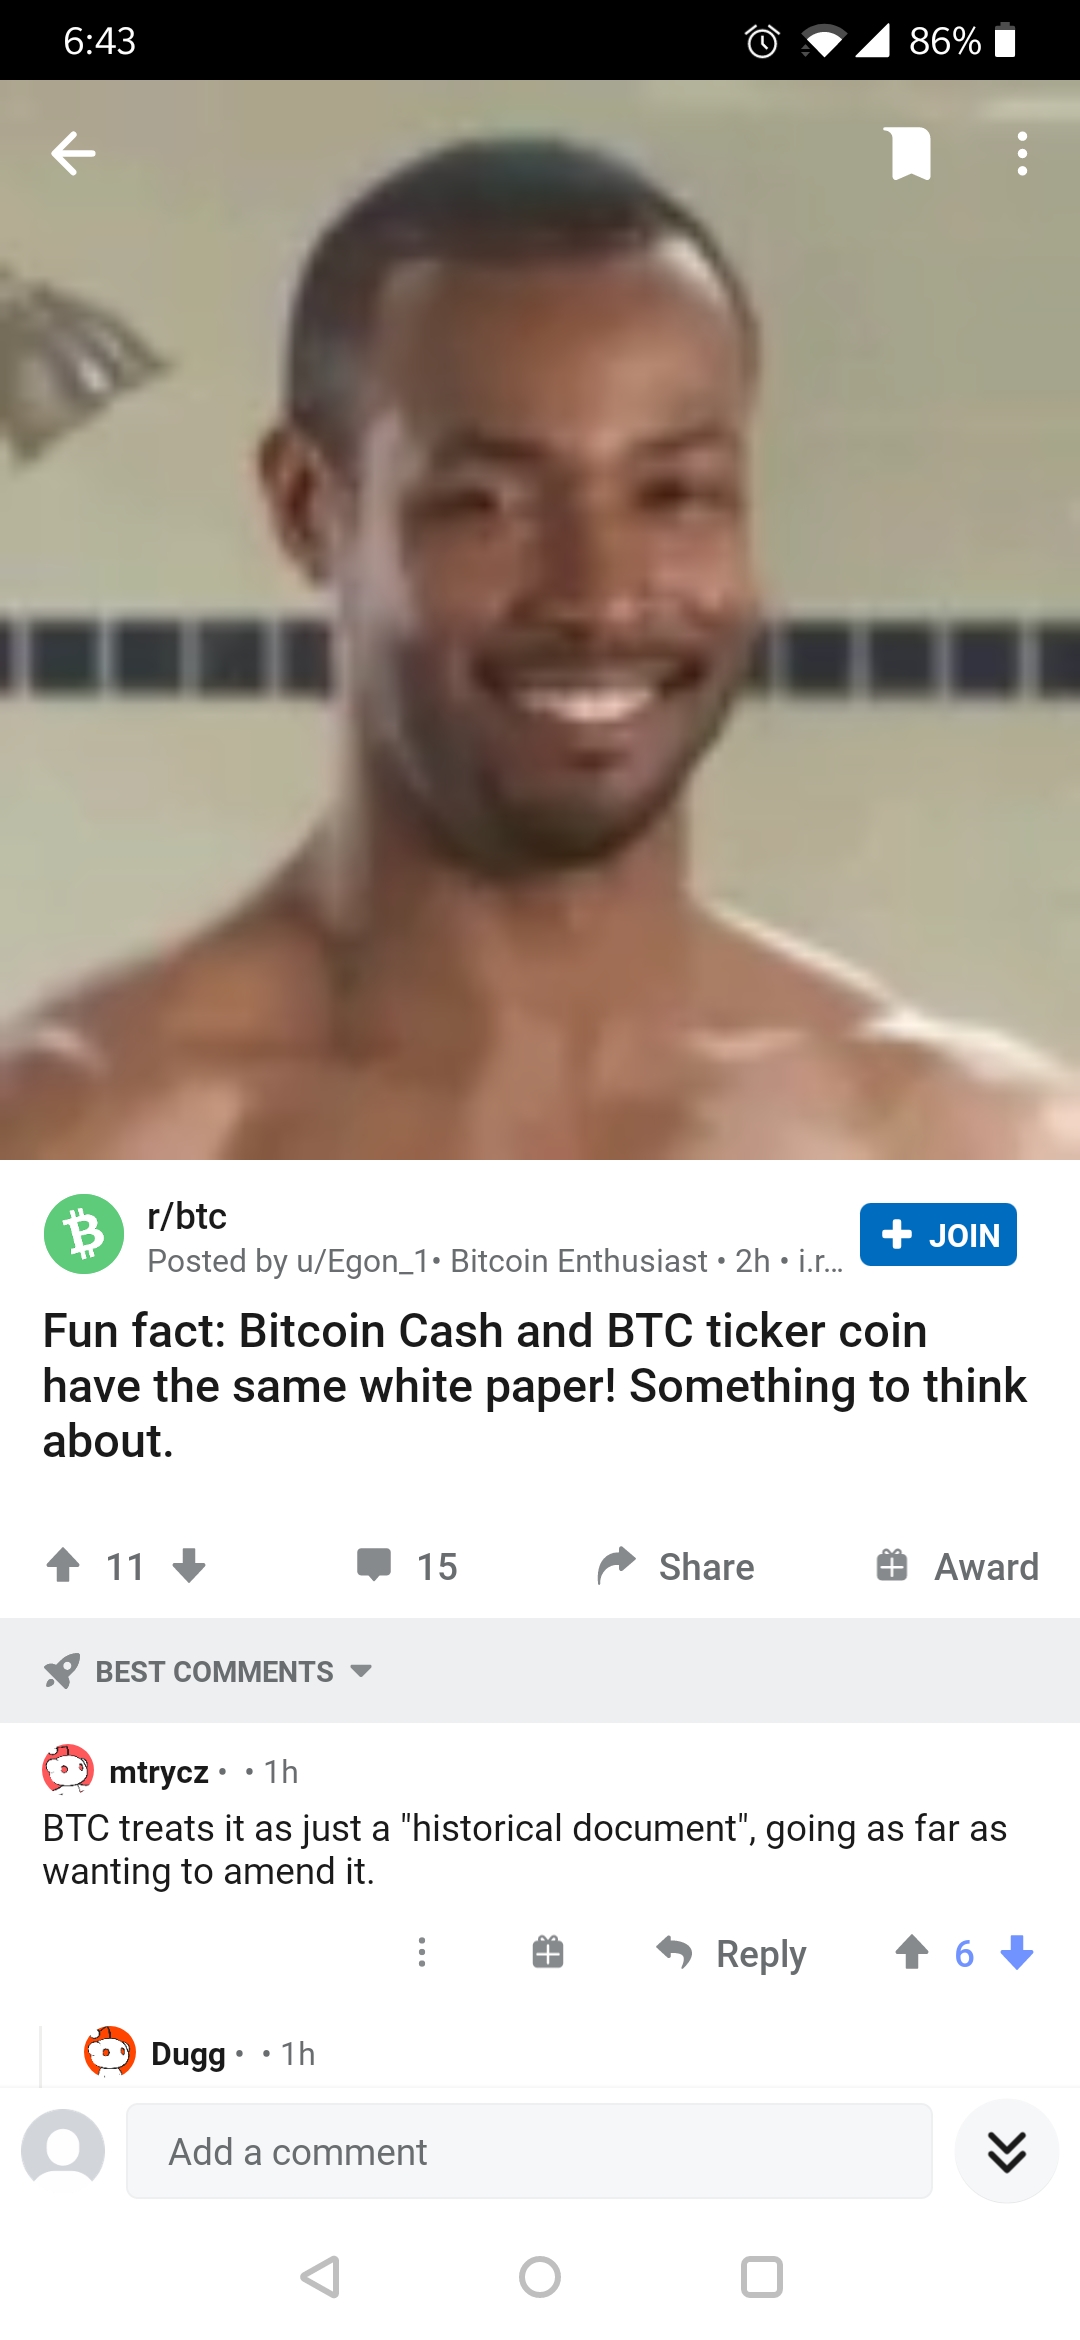 6:43
86%
r/btc
Posted by u/Egon_1• Bitcoin Enthusiast • 2h • i.r...
+ JOIN
Fun fact: Bitcoin Cash and BTC ticker coin
have the same white paper! Something to think
about.
11
15
Share
Award
BEST COMMENTS
mtrycz • • 1h
BTC treats it as just a "historical document", going as far as
wanting to amend it.
Reply
6
Dugg • • 1h
Add a comment